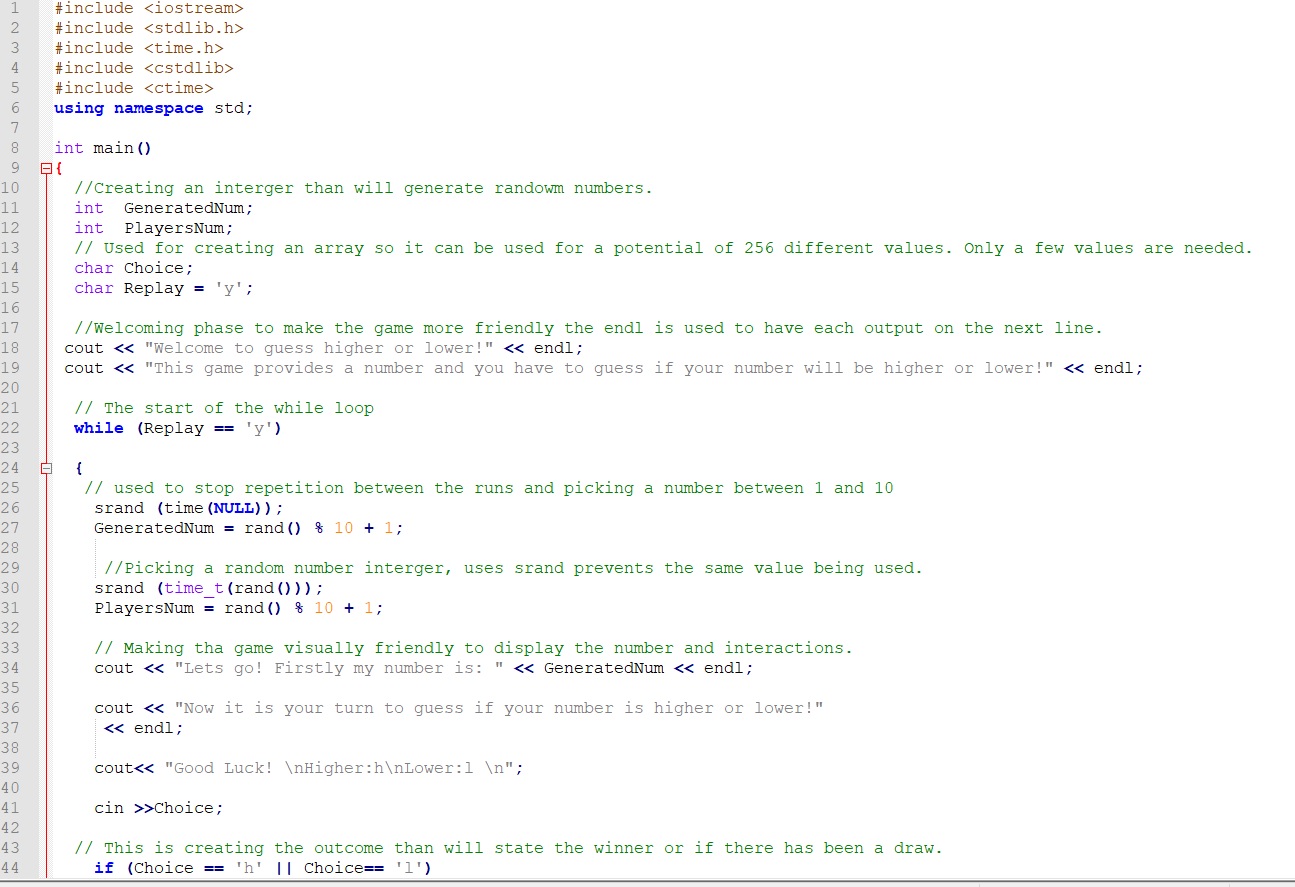 1 #include <iostream>
2 #include <stdlib.h>
3 #include <time.h>
4 #include <cstdlib>
5 #include <ctime>
6 using namespace std;
7
8 int main()
9 {
10 //Creating an interger than will generate randowm numbers.
11 int  GeneratedNum;
12 int  PlayersNum;
13 // Used for creating an array so it can be used for a potential of 256 different values. Only a few values are needed.
14 char Choice;
15 char Replay = 'y';
16
17 //Welcoming phase to make the game more friendly the endl is used to have each output on the next line.
18 cout << "Welcome to guess higher or lower!" << endl;
19 cout << "This game provides a number and you have to guess if your number will be higher or lower!" << endl;
20
21 // The start of the while loop
22 while (Replay == 'y')
23
24 {
25 // used to stop repetition between the runs and picking a number between 1 and 10
26 srand (time(NULL));
27 GeneratedNum = rand() % 10 + 1;
28
29 //Picking a random number interger, uses srand prevents the same value being used.
30 srand (time_t(rand()));
31 PlayersNum = rand() % 10 + 1;
32
33 // Making tha game visually friendly to display the number and interactions.
34 cout << "Lets go! Firstly my number is: " << GeneratedNum << endl;
35
36 cout << "Now it is your turn to guess if your number is higher or lower!"
37 << endl;
38
39 cout<< "Good Luck! \nHigher:h\nLower:l \n";
40
41 cin >>Choice;
42
43 // This is creating the outcome than will state the winner or if there has been a draw.
44 if (Choice == 'h' || Choice== 'l')